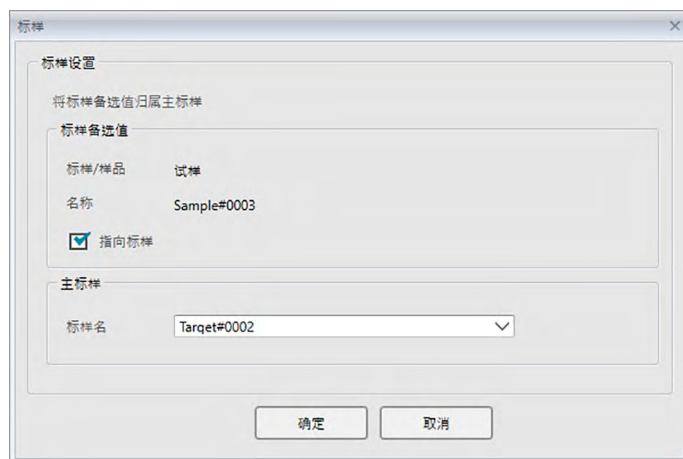 标样
标样设置
将标样备选值归属主标样
标样备选值
标样/样品 试样
名称 Sample#0003
指向标样
主标样
标样名 Target#0002
确定 取消